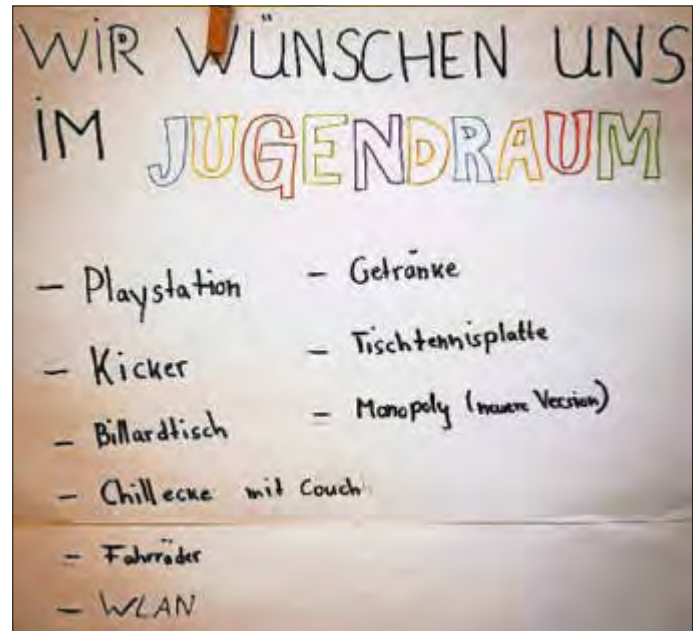 WIR WÜNSCHEN UNS
IM JUGENDRAUM
- Playstation
- Kicker
- Billardtisch
- Chillecke mit Couch
- Fahrräder
- WLAN
- Getränke
- Tischtennisplatte
- Monopoly (neuere Version)